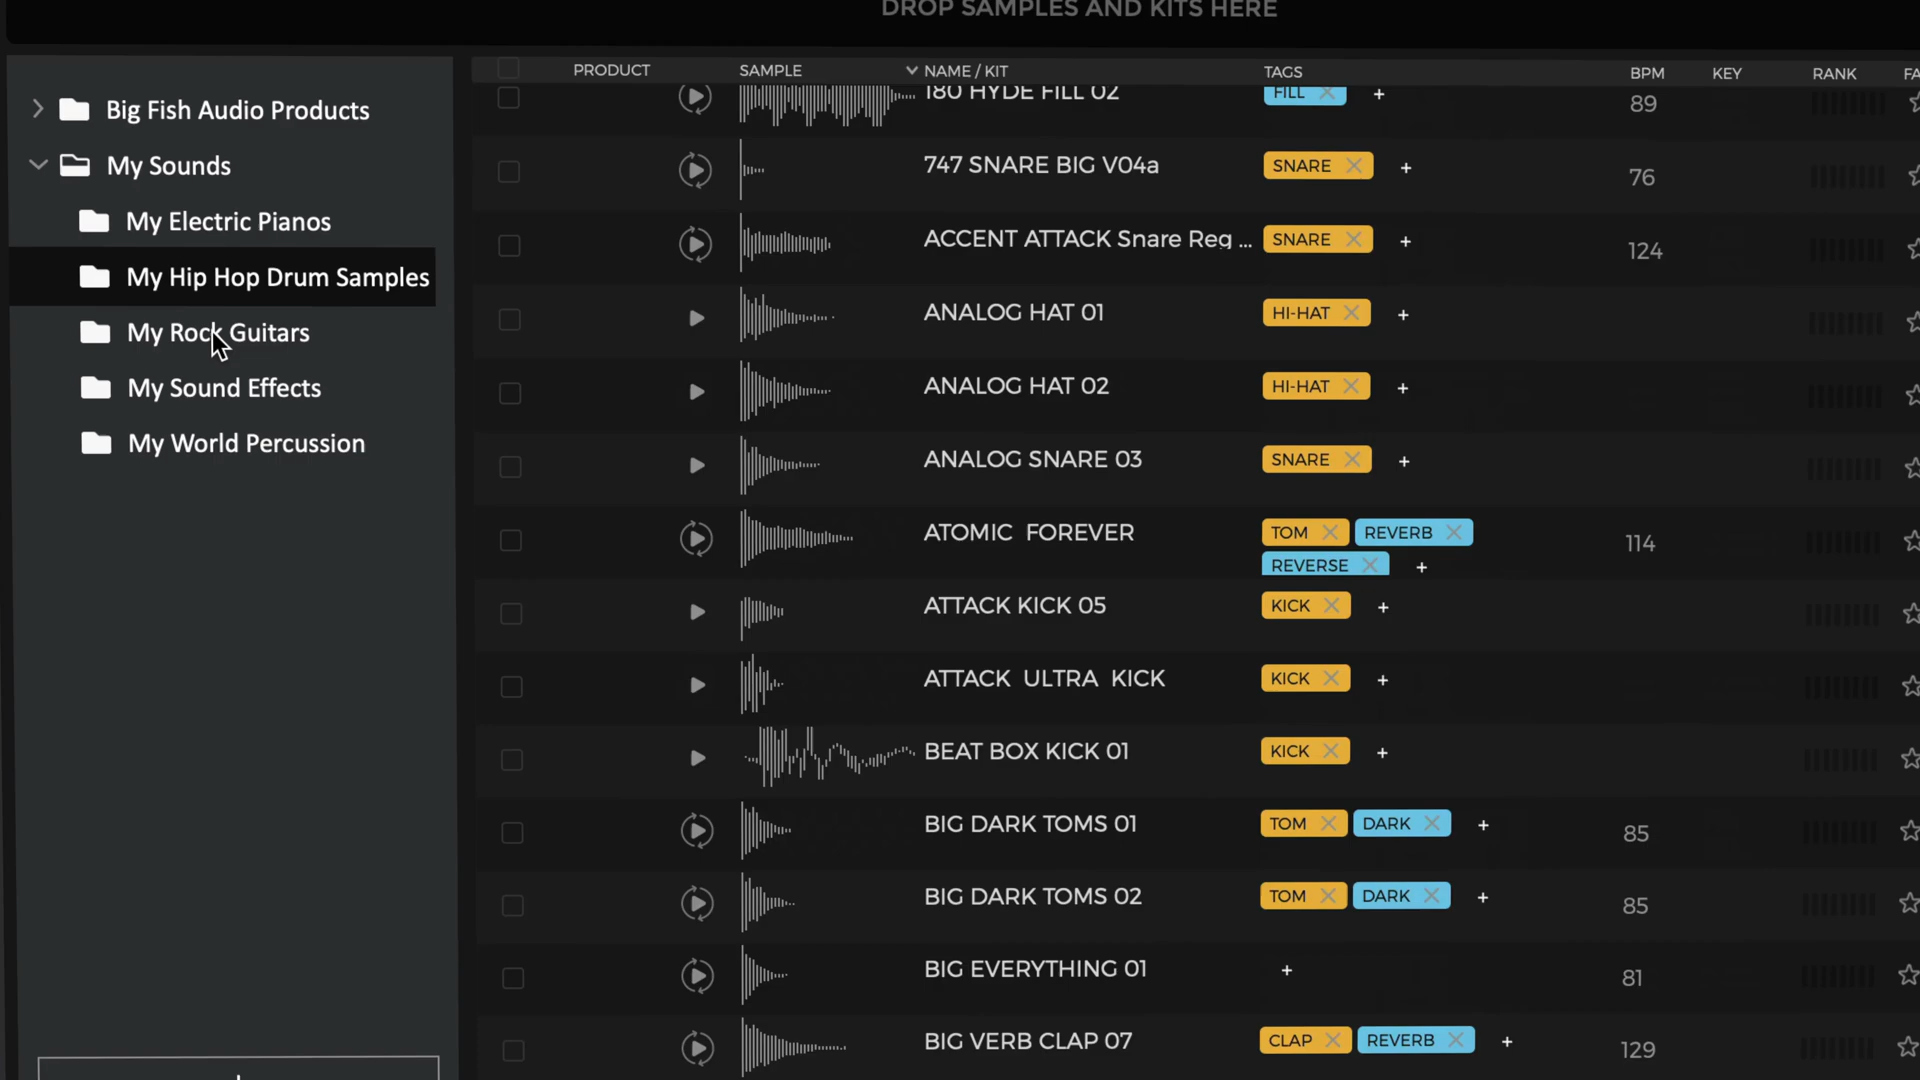 DROP SAMPLES AND KITS HERE
PRODUCT SAMPLE NAME / KIT TAGS BPM KEY RANK FA
Big Fish Audio Products
My Sounds
My Electric Pianos
My Hip Hop Drum Samples
My Rock Guitars
My Sound Effects
My World Percussion
180 HYDE FILL 02 FILL + 89
747 SNARE BIG V04a SNARE + 76
ACCENT ATTACK Snare Reg ... SNARE + 124
ANALOG HAT 01 HI-HAT +
ANALOG HAT 02 HI-HAT +
ANALOG SNARE 03 SNARE +
ATOMIC FOREVER TOM REVERB 114
REVERSE +
ATTACK KICK 05 KICK +
ATTACK ULTRA KICK KICK +
BEAT BOX KICK 01 KICK +
BIG DARK TOMS 01 TOM DARK + 85
BIG DARK TOMS 02 TOM DARK + 85
BIG EVERYTHING 01 + 81
BIG VERB CLAP 07 CLAP REVERB + 129